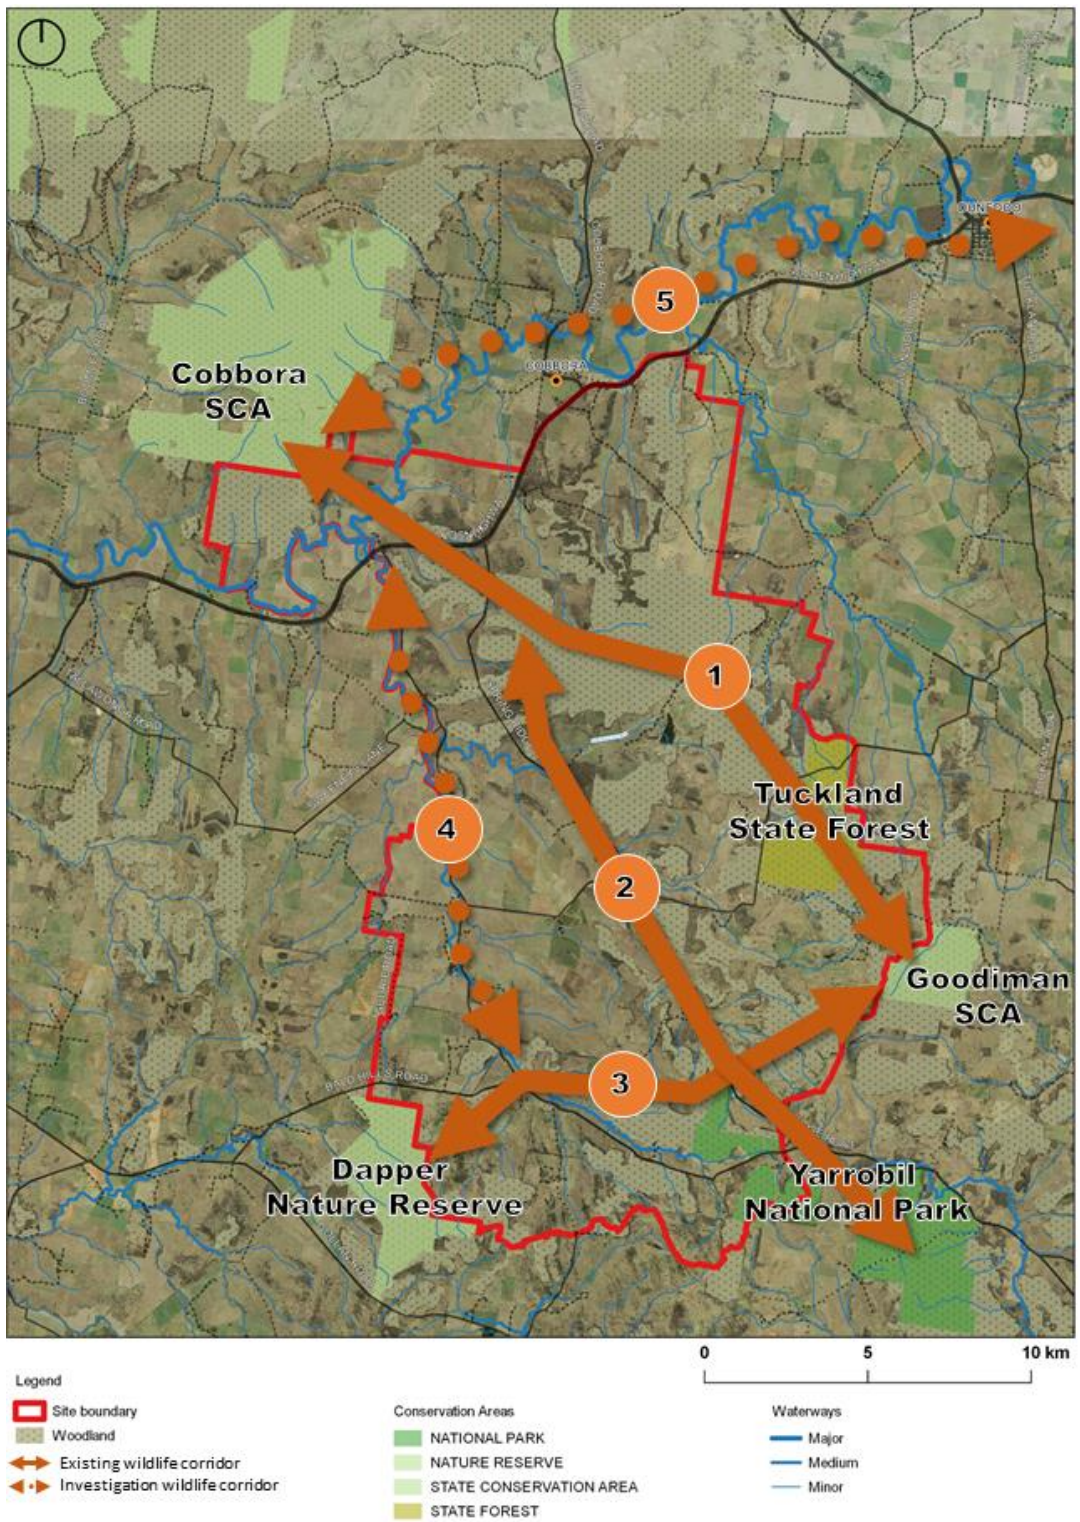 DUNEDOO
5
COBBORA
Cobbora
SCA
1
Tuckland
State Forest
4
2
Goodiman
SCA
3
BALD HILLS ROAD
Dapper
Nature Reserve
Yarrobil
National Park
0 5 10 km
Legend
Site boundary
Woodland
Existing wildlife corridor
Investigation wildlife corridor
Conservation Areas
NATIONAL PARK
NATURE RESERVE
STATE CONSERVATION AREA
STATE FOREST
Waterways
Major
Medium
Minor